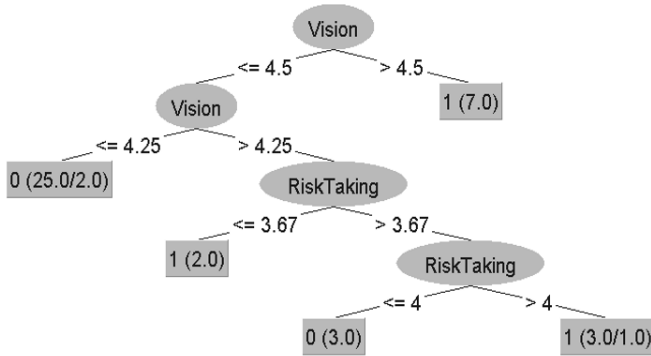 Vision
<= 4.5 > 4.5
Vision 1 (7.0)
<= 4.25 > 4.25
0 (25.0/2.0) RiskTaking
<= 3.67 > 3.67
1 (2.0) RiskTaking
<= 4 > 4
0 (3.0) 1 (3.0/1.0)